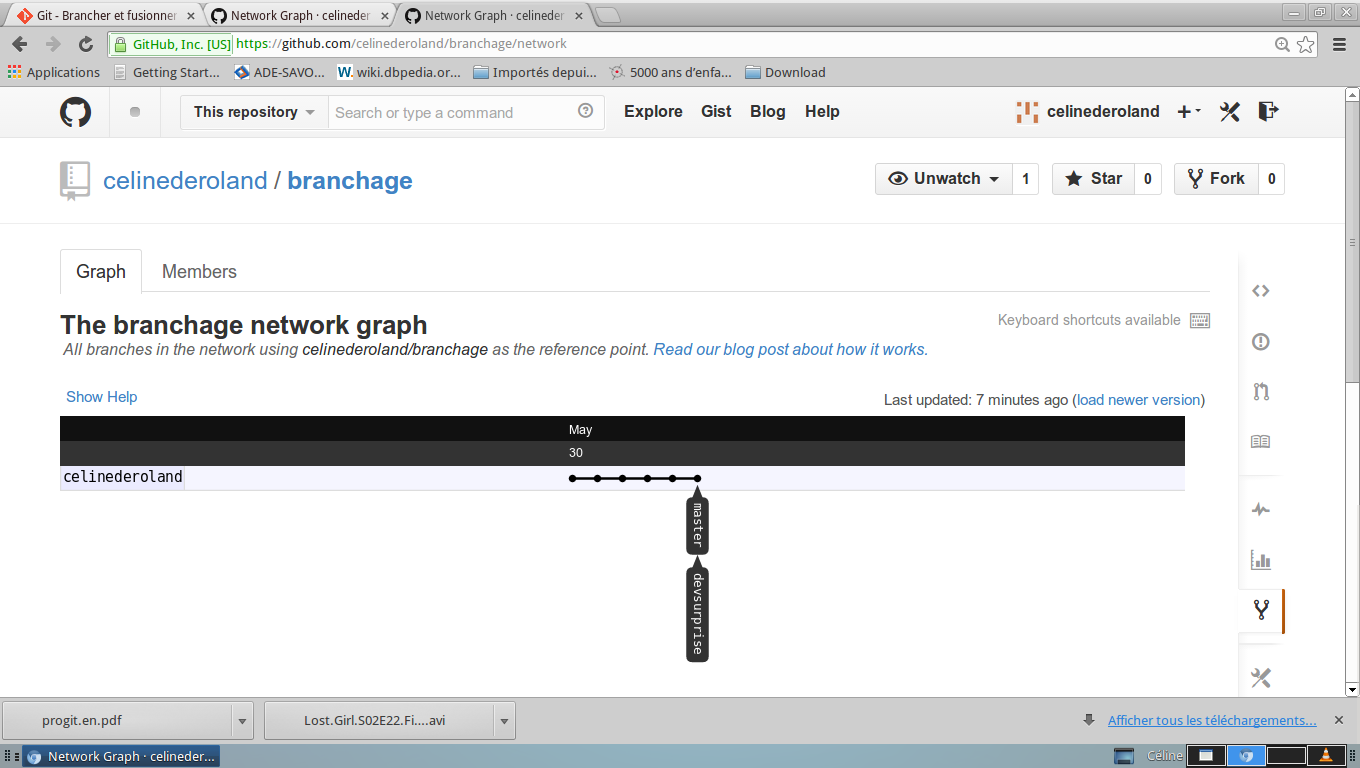 Git - Brancher et fusionner
Network Graph · celineder
Network Graph · celineder
GitHub, Inc. [US] https://github.com/celinederoland/branchage/network
Applications
Getting Start...
ADE-SAVO...
W. wiki.dbpedia.or...
Importés depui...
5000 ans d'enfa...
Download
This repository
Search or type a command
Explore
Gist
Blog
Help
celinederoland
celinederoland / branchage
Unwatch 1
Star 0
Fork 0
Graph
Members
The branchage network graph
Keyboard shortcuts available
All branches in the network using celinederoland/branchage as the reference point. Read our blog post about how it works.
Show Help
Last updated: 7 minutes ago (load newer version)
May
30
celinederoland
master
devsurprise
progit.en.pdf
Lost.Girl.S02E22.Fi....avi
Afficher tous les téléchargements...
Network Graph · celineder...
Céline